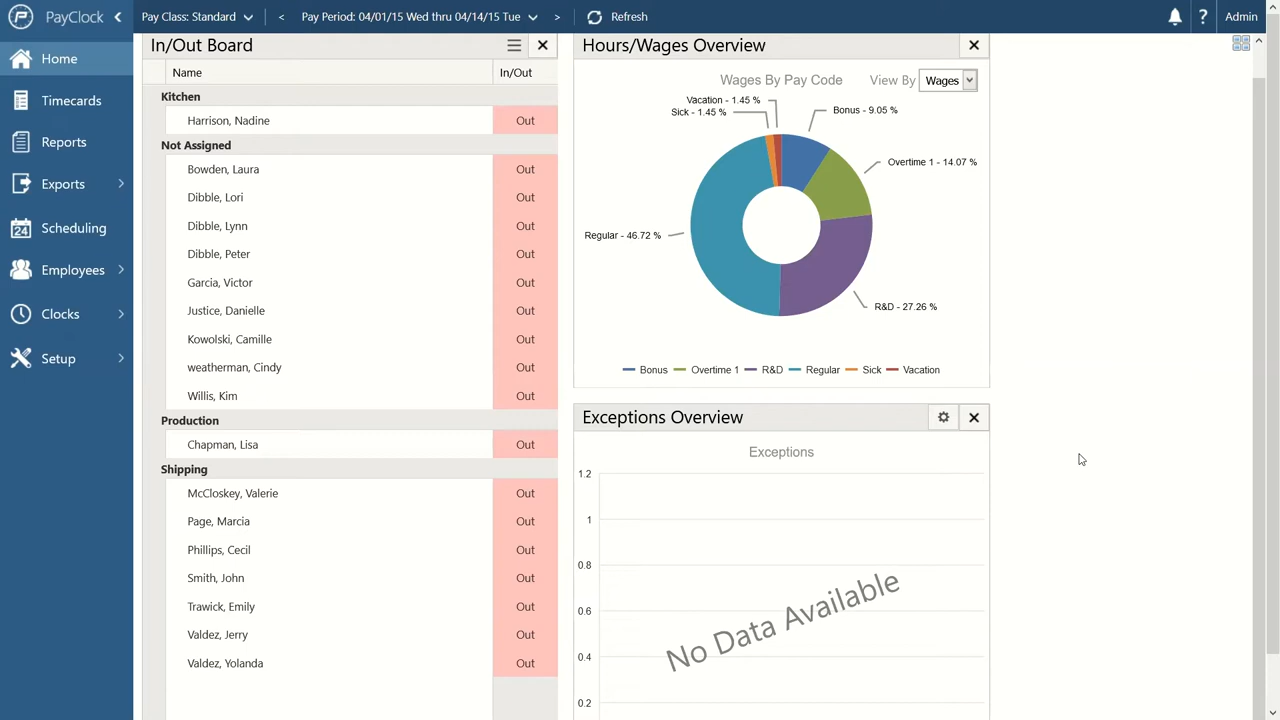 PayClock
Pay Class: Standard
< Pay Period: 04/01/15 Wed thru 04/14/15 Tue >
Refresh
? Admin
Home
Timecards
Reports
Exports
24 Scheduling
Employees
Clocks
Setup
In/Out Board
Name In/Out
Kitchen
Harrison, Nadine Out
Not Assigned
Bowden, Laura Out
Dibble, Lori Out
Dibble, Lynn Out
Dibble, Peter Out
Garcia, Victor Out
Justice, Danielle Out
Kowolski, Camille Out
weatherman, Cindy Out
Willis, Kim Out
Production
Chapman, Lisa Out
Shipping
McCloskey, Valerie Out
Page, Marcia Out
Phillips, Cecil Out
Smith, John Out
Trawick, Emily Out
Valdez, Jerry Out
Valdez, Yolanda Out
Hours/Wages Overview
Wages By Pay Code View By Wages
Vacation - 1.45 %
Sick - 1.45 %
Bonus - 9.05 %
Overtime 1 - 14.07 %
Regular - 46.72 %
R&D - 27.26 %
Bonus Overtime 1 R&D Regular Sick Vacation
Exceptions Overview
Exceptions
1.2
1
0.8
0.6
0.4
0.2
No Data Available